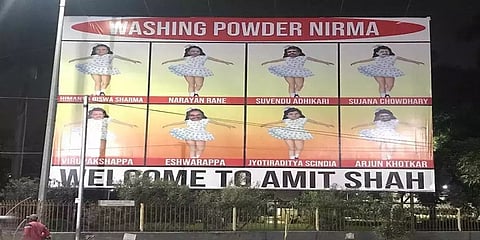 WASHING POWDER NIRMA
HIMANTA BISWA SHARMA NARAYAN RANE SUVENDU ADHIKARI SUJANA CHOWDHARY
VIRUPAKSHAPPA ESHWARAPPA JYOTIRADITYA SCINDIA ARJUN KHOTKAR
WELCOME TO AMIT SHAH